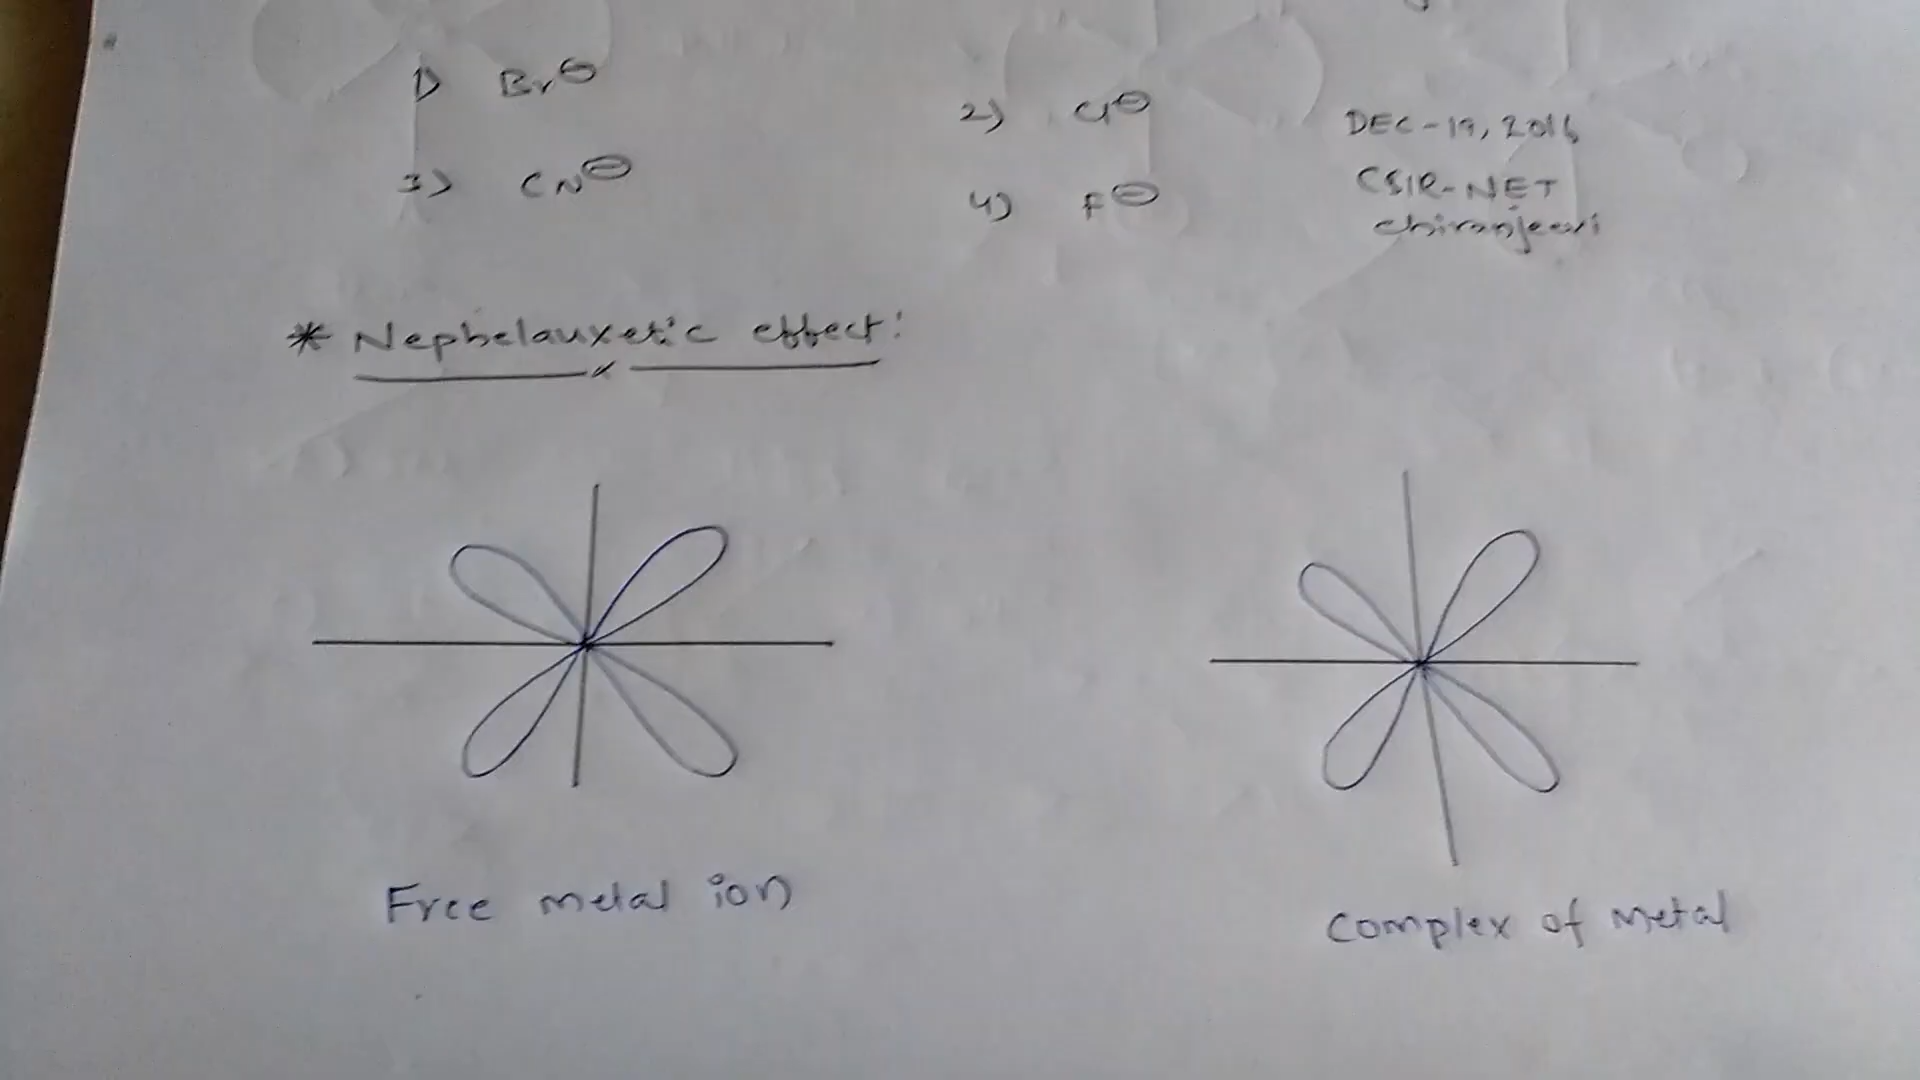 1) Br⊖
2) Cl⊖
3) CN⊖
4) F⊖
DEC-19, 2016
CSIR-NET
chiranjeevi
* Nephelauxetic effect:
Free metal ion
Complex of Metal